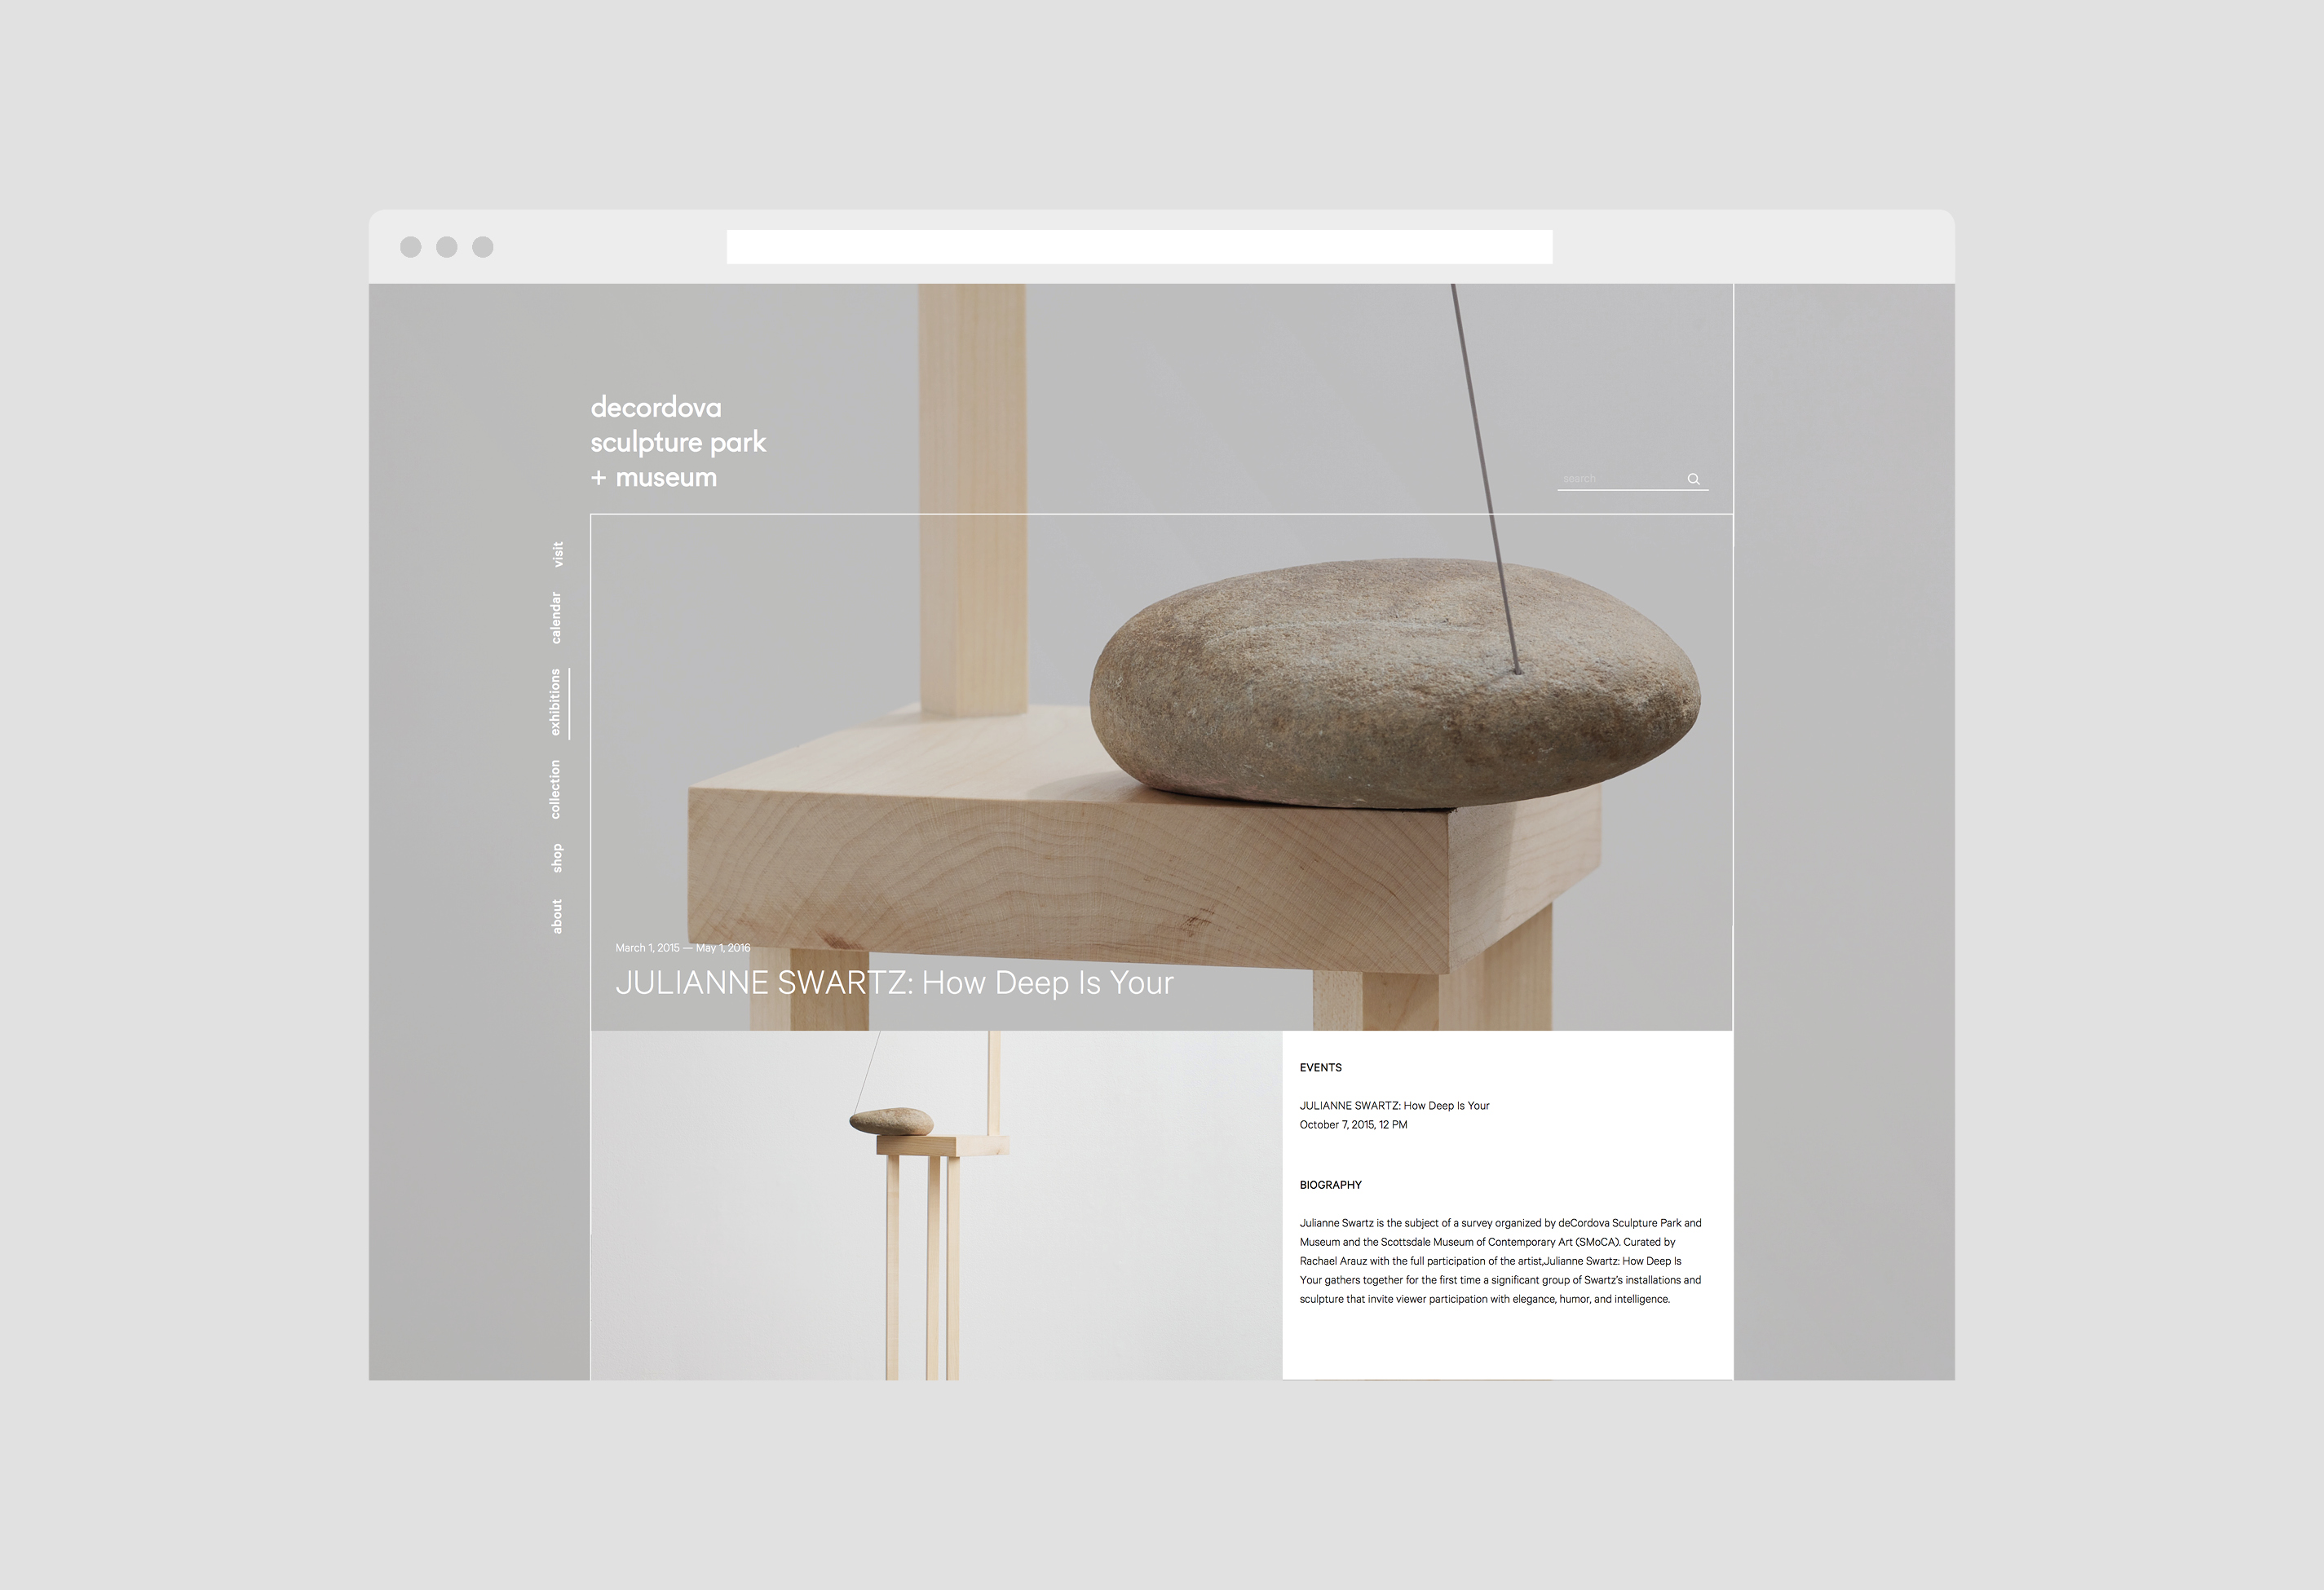 decordova
sculpture park
+ museum
search
visit
calendar
exhibitions
collection
shop
about
March 1, 2015 — May 1, 2016
JULIANNE SWARTZ: How Deep Is Your
EVENTS
JULIANNE SWARTZ: How Deep Is Your
October 7, 2015, 12 PM
BIOGRAPHY
Julianne Swartz is the subject of a survey organized by deCordova Sculpture Park and
Museum and the Scottsdale Museum of Contemporary Art (SMoCA). Curated by
Rachael Arauz with the full participation of the artist,Julianne Swartz: How Deep Is
Your gathers together for the first time a significant group of Swartz's installations and
sculpture that invite viewer participation with elegance, humor, and intelligence.